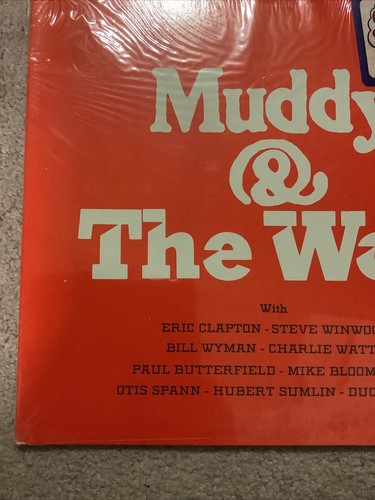 Muddy
&
The Wo
With
ERIC CLAPTON - STEVE WINWOO
BILL WYMAN - CHARLIE WATT
PAUL BUTTERFIELD - MIKE BLOOM
OTIS SPANN - HUBERT SUMLIN - DUC